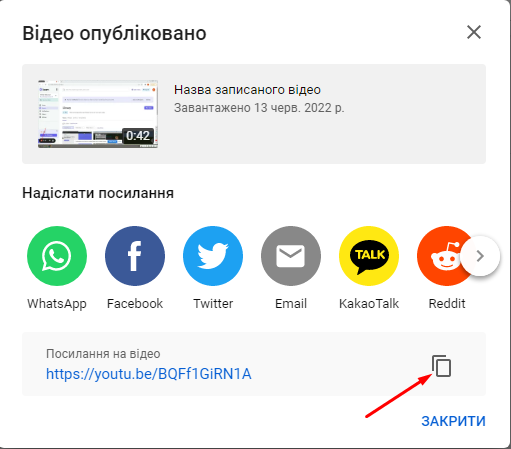 Відео опубліковано
0:42
Назва записаного відео
Завантажено 13 черв. 2022 р.
Надіслати посилання
TALK
WhatsApp Facebook Twitter Email KakaoTalk Reddit
Посилання на відео
https://youtu.be/BQFf1GiRN1A
ЗАКРИТИ